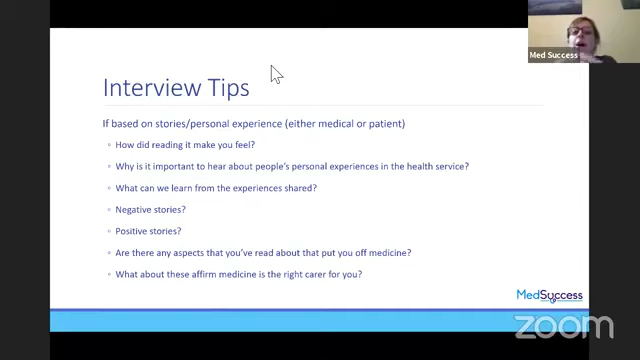 Med Success
Interview Tips
If based on stories/personal experience (either medical or patient)
How did reading it make you feel?
Why is it important to hear about people's personal experiences in the health service?
What can we learn from the experiences shared?
Negative stories?
Positive stories?
Are there any aspects that you've read about that put you off medicine?
What about these affirm medicine is the right carer for you?
MedSuccess
zoom